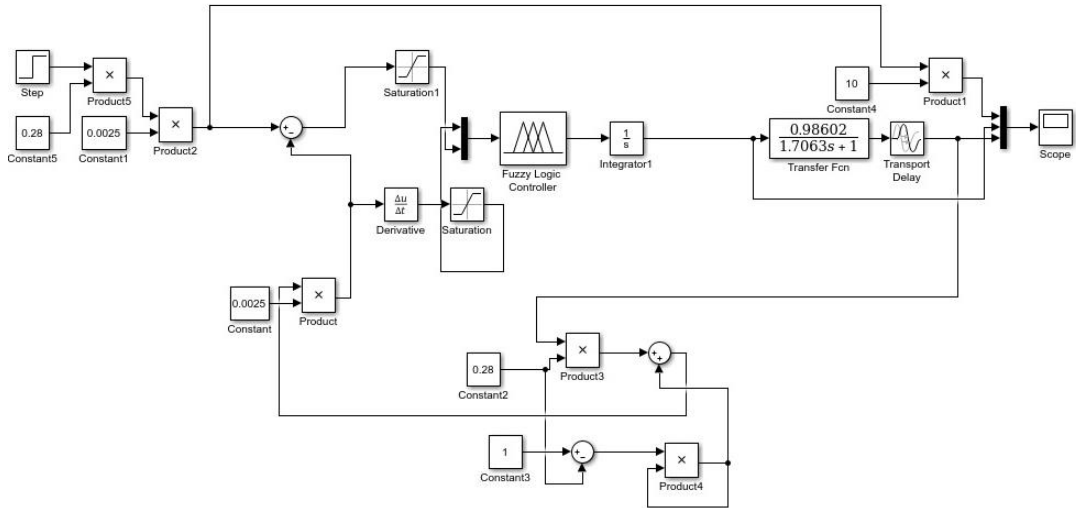 Step
×
Product5
0.28
Constant5
0.0025
Constant1
×
Product2
+
−
Saturation1
Fuzzy Logic
Controller
1
s
Integrator1
0.98602
1.7063s + 1
Transfer Fcn
Transport
Delay
10
Constant4
×
Product1
Scope
Δu
Δt
Derivative
Saturation
0.0025
Constant
×
Product
0.28
Constant2
×
Product3
+
+
1
Constant3
+
−
×
Product4